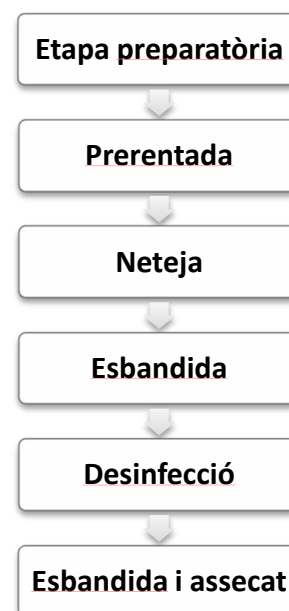 Etapa preparatòria
Prerentada
Neteja
Esbandida
Desinfecció
Esbandida i assecat